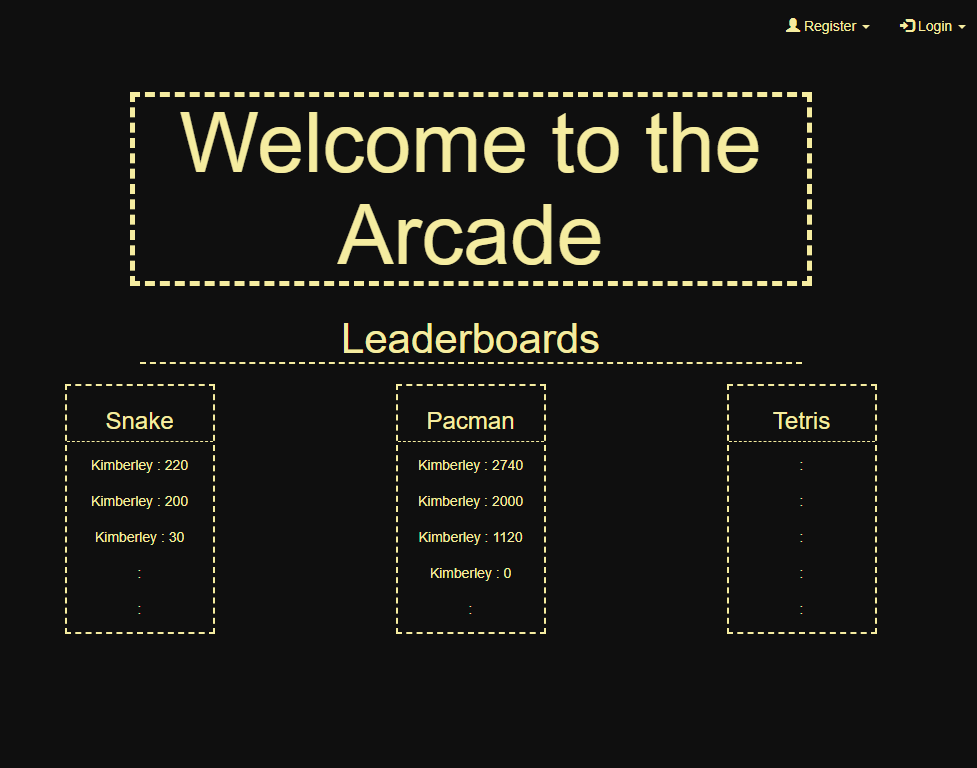 Register
Login
Welcome to the
Arcade
Leaderboards
Snake
Kimberley : 220
Kimberley : 200
Kimberley : 30
:
:
Pacman
Kimberley : 2740
Kimberley : 2000
Kimberley : 1120
Kimberley : 0
:
Tetris
:
:
:
:
: